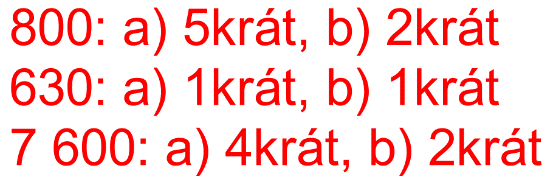 800: a) 5krát, b) 2krát
630: a) 1krát, b) 1krát
7 600: a) 4krát, b) 2krát